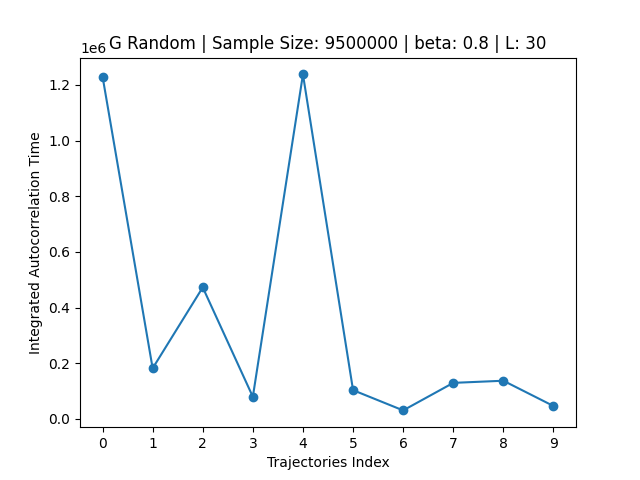 1e6
G Random | Sample Size: 9500000 | beta: 0.8 | L: 30
Integrated Autocorrelation Time
1.2
1.0
0.8
0.6
0.4
0.2
0.0
0 1 2 3 4 5 6 7 8 9
Trajectories Index